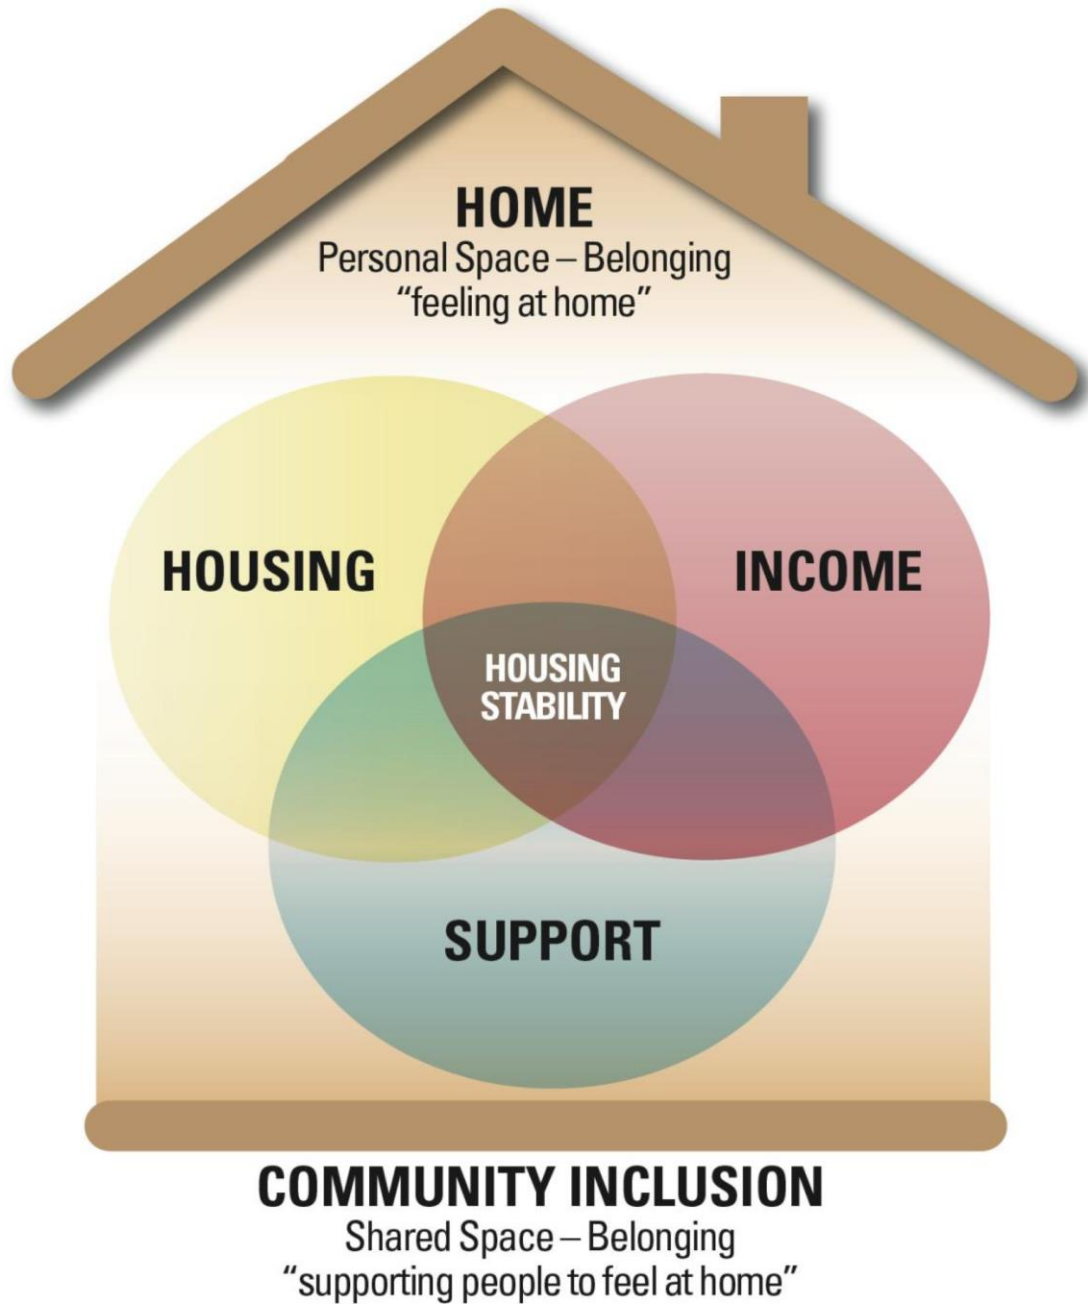 HOME
Personal Space – Belonging
“feeling at home”
HOUSING
INCOME
HOUSING
STABILITY
SUPPORT
COMMUNITY INCLUSION
Shared Space – Belonging
“supporting people to feel at home”